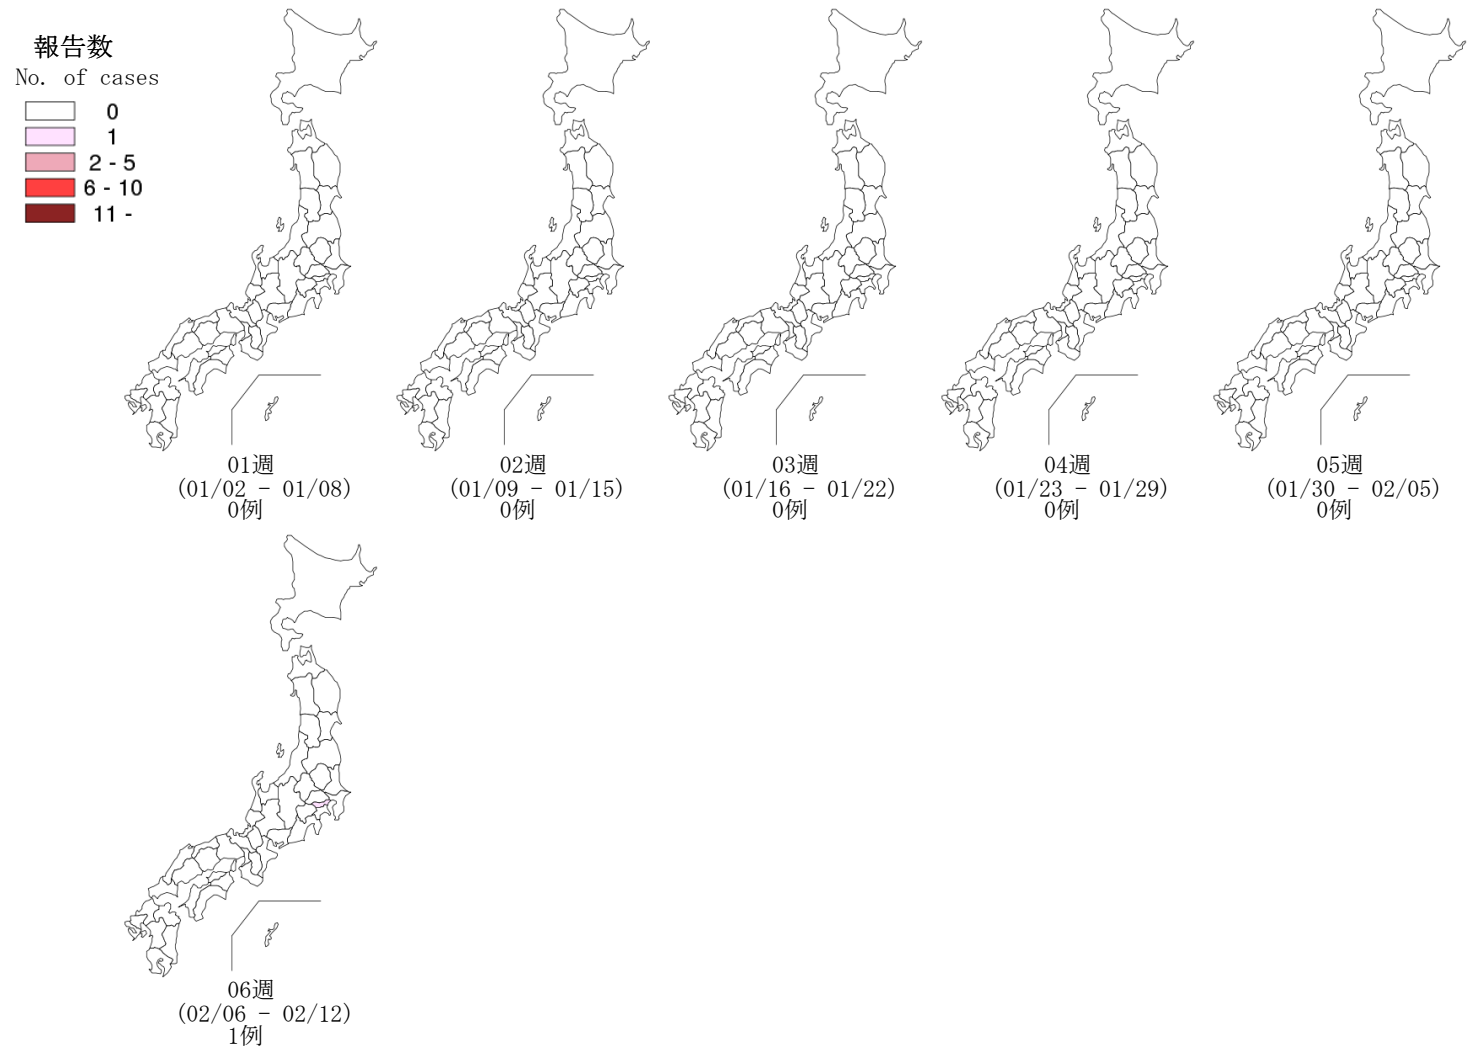 報告数
No. of cases
0
1
2 - 5
6 - 10
11 -
01週
(01/02 - 01/08)
0例
02週
(01/09 - 01/15)
0例
03週
(01/16 - 01/22)
0例
04週
(01/23 - 01/29)
0例
05週
(01/30 - 02/05)
0例
06週
(02/06 - 02/12)
1例